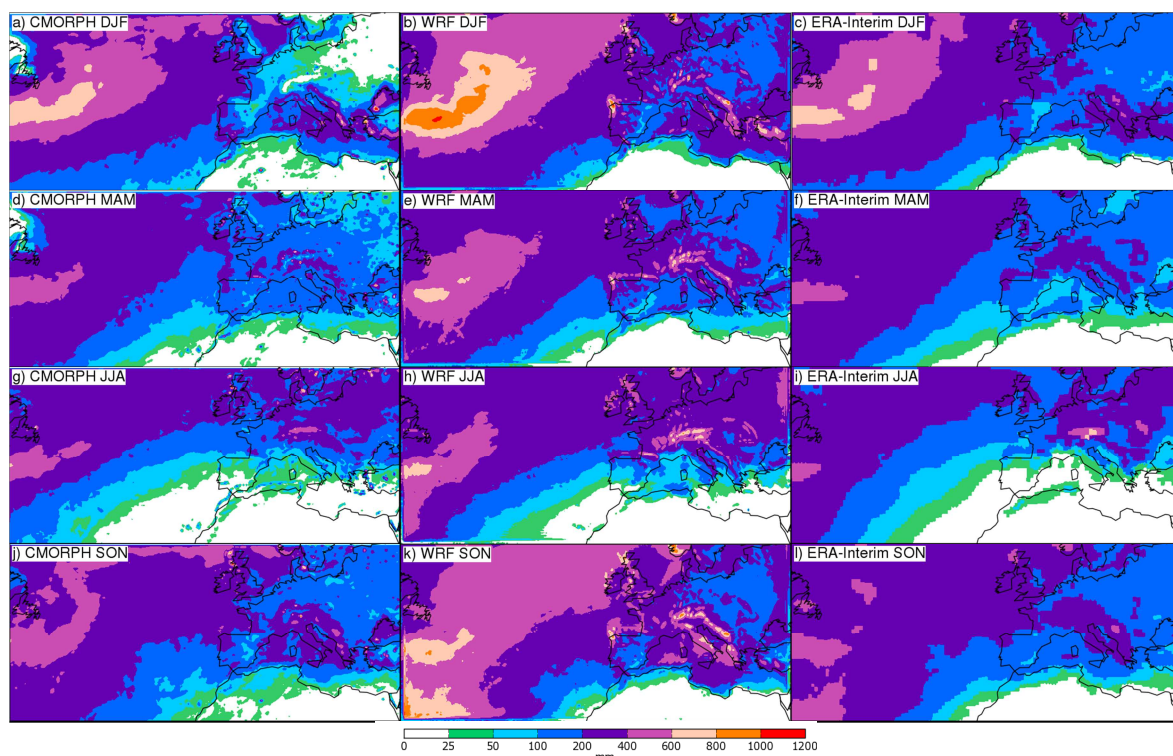 a) CMORPH DJF
b) WRF DJF
c) ERA-Interim DJF
d) CMORPH MAM
e) WRF MAM
f) ERA-Interim MAM
g) CMORPH JJA
h) WRF JJA
i) ERA-Interim JJA
j) CMORPH SON
k) WRF SON
l) ERA-Interim SON
0 25 50 100 200 400 600 800 1000 1200
mm